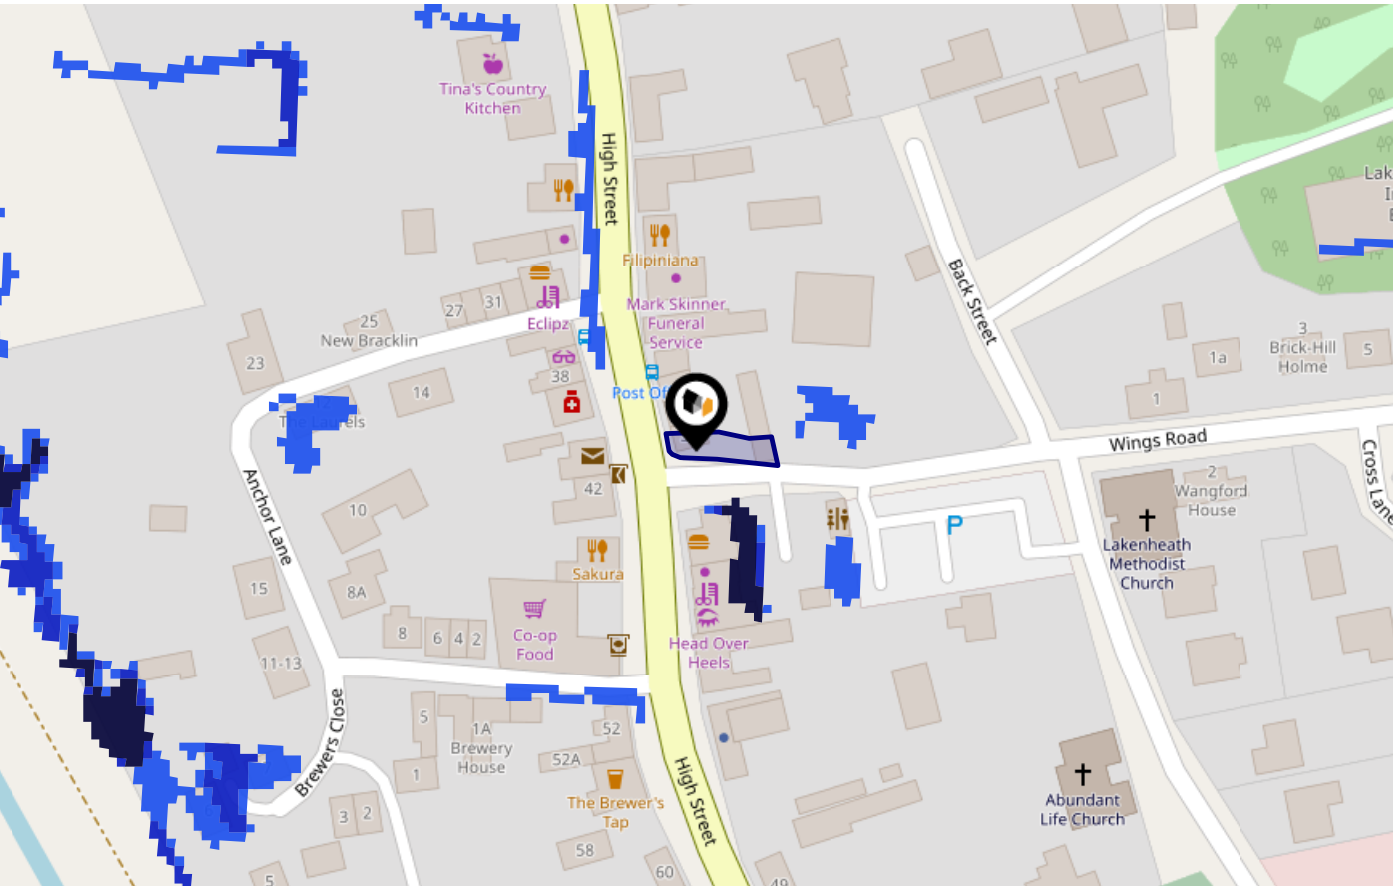 Tina's Country
Kitchen
High Street
Lak
Filipiniana
Back Street
Mark Skinner
Funeral
Service
31
27
25
New Bracklin
Eclipz
23
38
Post Of
14
3
Brick-Hill
Holme
1a
5
1
The Laurels
Wings Road
Cross Lane
Anchor Lane
42
10
2
Wangford
House
P
Lakenheath
Methodist
Church
Sakura
15
8A
Co-op
Food
8
6
4
2
Head Over
Heels
11-13
Brewers Close
5
1A
Brewery
House
52
52A
1
High Street
The Brewer's
Tap
3
2
Abundant
Life Church
58
60
5
49